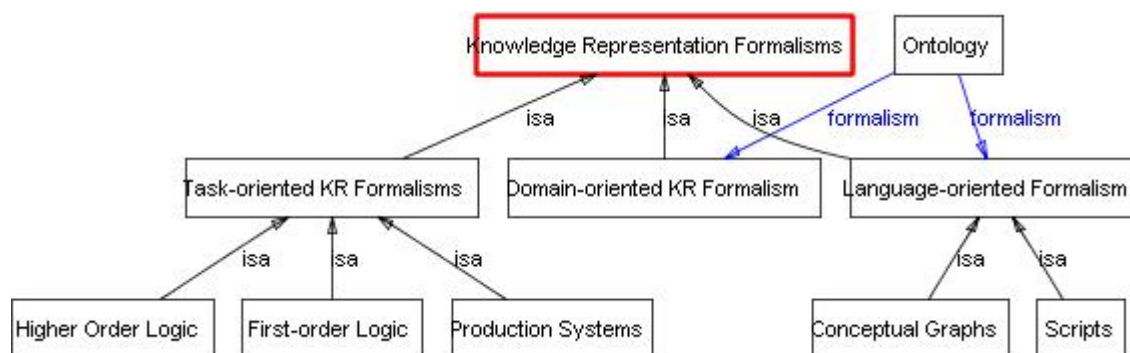 Knowledge Representation Formalisms
Ontology
isa
isa
isa
formalism
formalism
Task-oriented KR Formalisms
Domain-oriented KR Formalism
Language-oriented Formalism
isa
isa
isa
isa
isa
Higher Order Logic
First-order Logic
Production Systems
Conceptual Graphs
Scripts